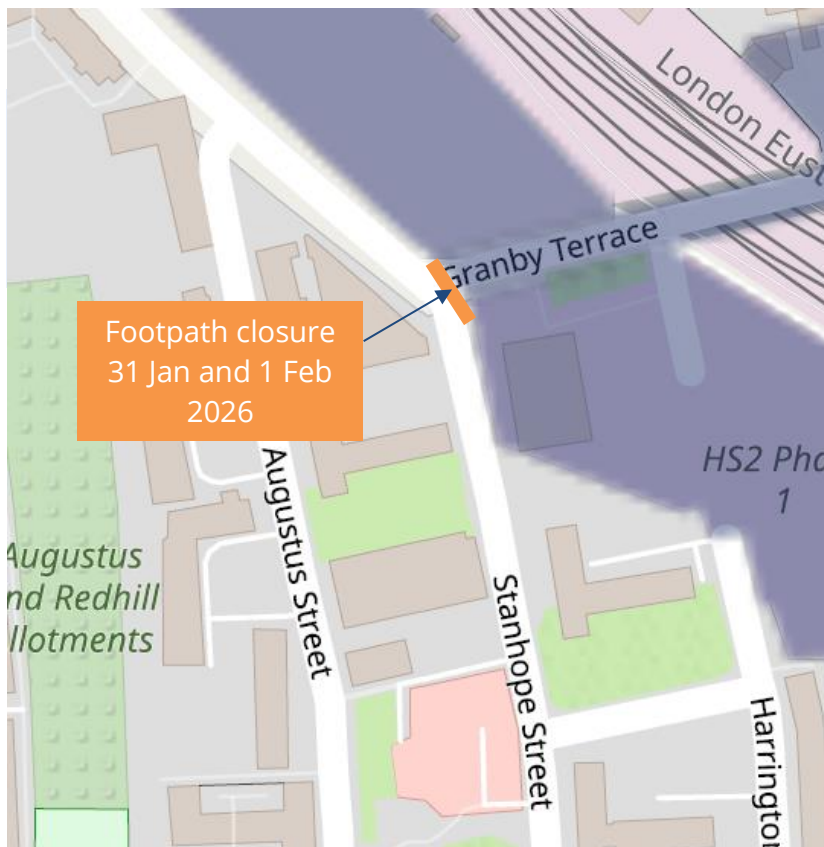 London Eust
Granby Terrace
Footpath closure
31 Jan and 1 Feb
2026
HS2 Pha
1
Augustus Street
Augustus
nd Redhill
llotments
Stanhope Street
Harrington